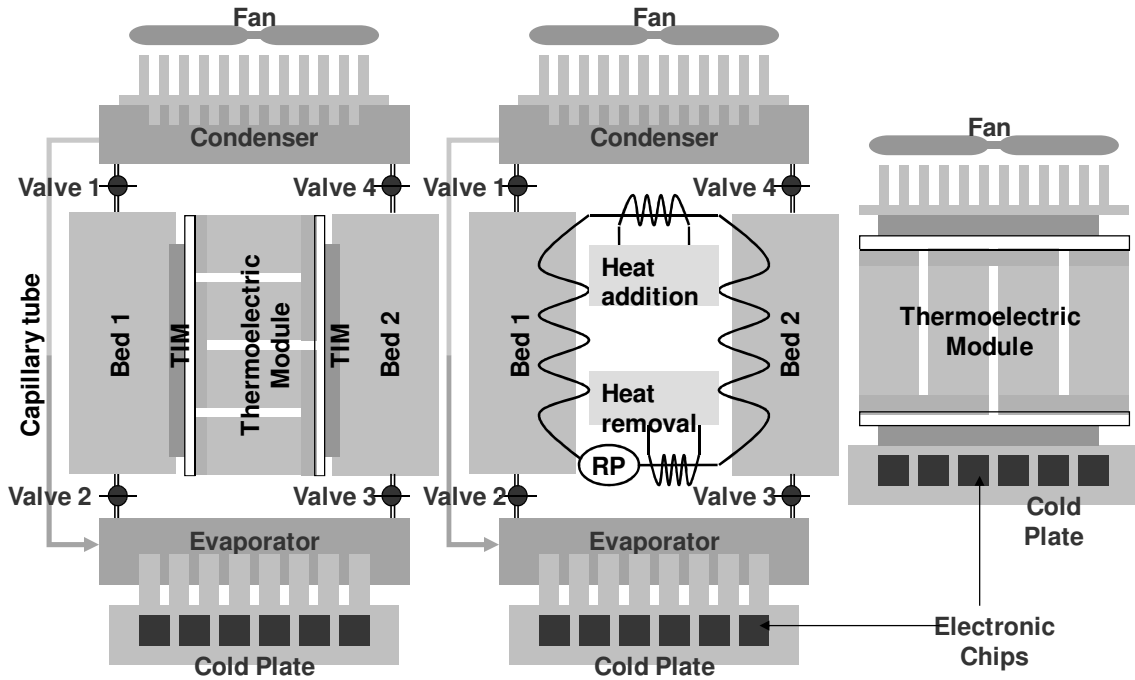 Fan
Condenser
Valve 1
Valve 4
Capillary tube
Bed 1
TIM
Thermoelectric
Module
TIM
Bed 2
Valve 2
Valve 3
Evaporator
Cold Plate
Fan
Condenser
Valve 1
Valve 4
Bed 1
Heat
addition
Heat
removal
RP
Bed 2
Valve 2
Valve 3
Evaporator
Cold Plate
Fan
Thermoelectric
Module
Cold
Plate
Electronic
Chips